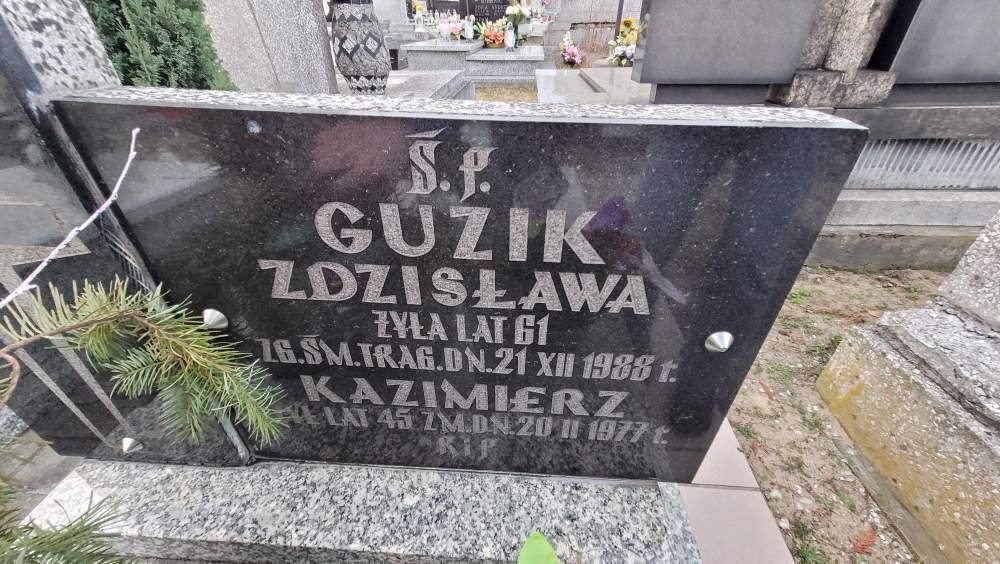 Ś. p.
GUZIK
ZDZISŁAWA
ŻYŁA LAT 61
ZG. ŚM. TRAG. DN. 21 XII 1988 r.
KAZIMIERZ
LAT 45 ZM. DN. 20 II 1977 r.
R i P